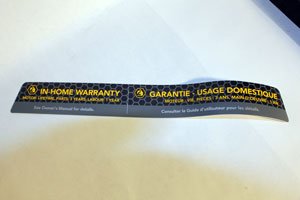 IN-HOME WARRANTY
MOTOR LIFETIME, PARTS 7 YEARS, LABOUR 1 YEAR
See Owner's Manual for details.
GARANTIE - USAGE DOMESTIQUE
MOTEUR : VIE, PIÈCES : 7 ANS, MAIN-D'OEUVRE : 1 AN
Consulter le Guide d'utilisateur pour les détails.